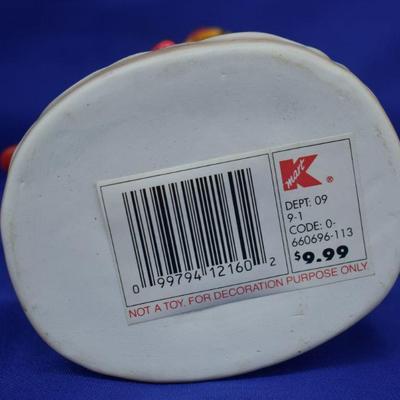 K
mart ®
DEPT: 09
9-1
CODE: 0-
660696-113
$9.99
0 99794 12160 2
NOT A TOY. FOR DECORATION PURPOSE ONLY.